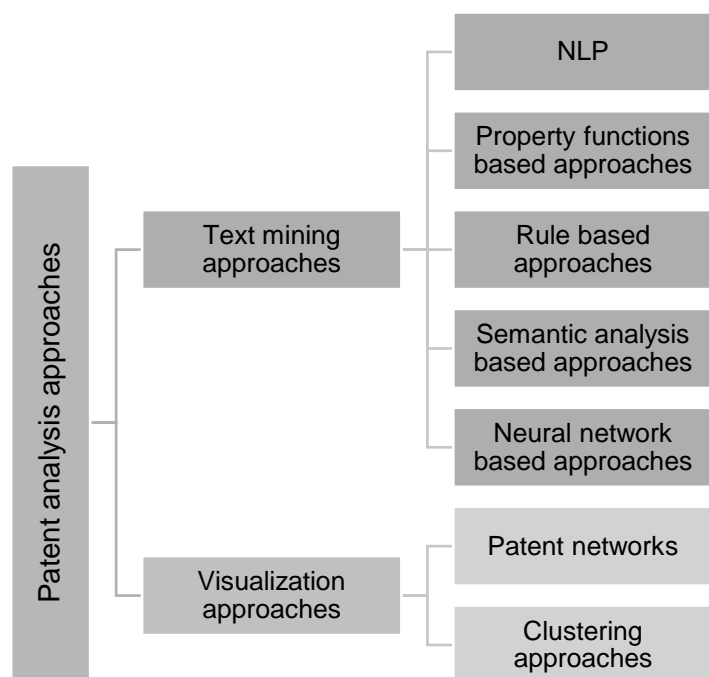 Patent analysis approaches
Text mining
approaches
NLP
Property functions
based approaches
Rule based
approaches
Semantic analysis
based approaches
Neural network
based approaches
Visualization
approaches
Patent networks
Clustering
approaches